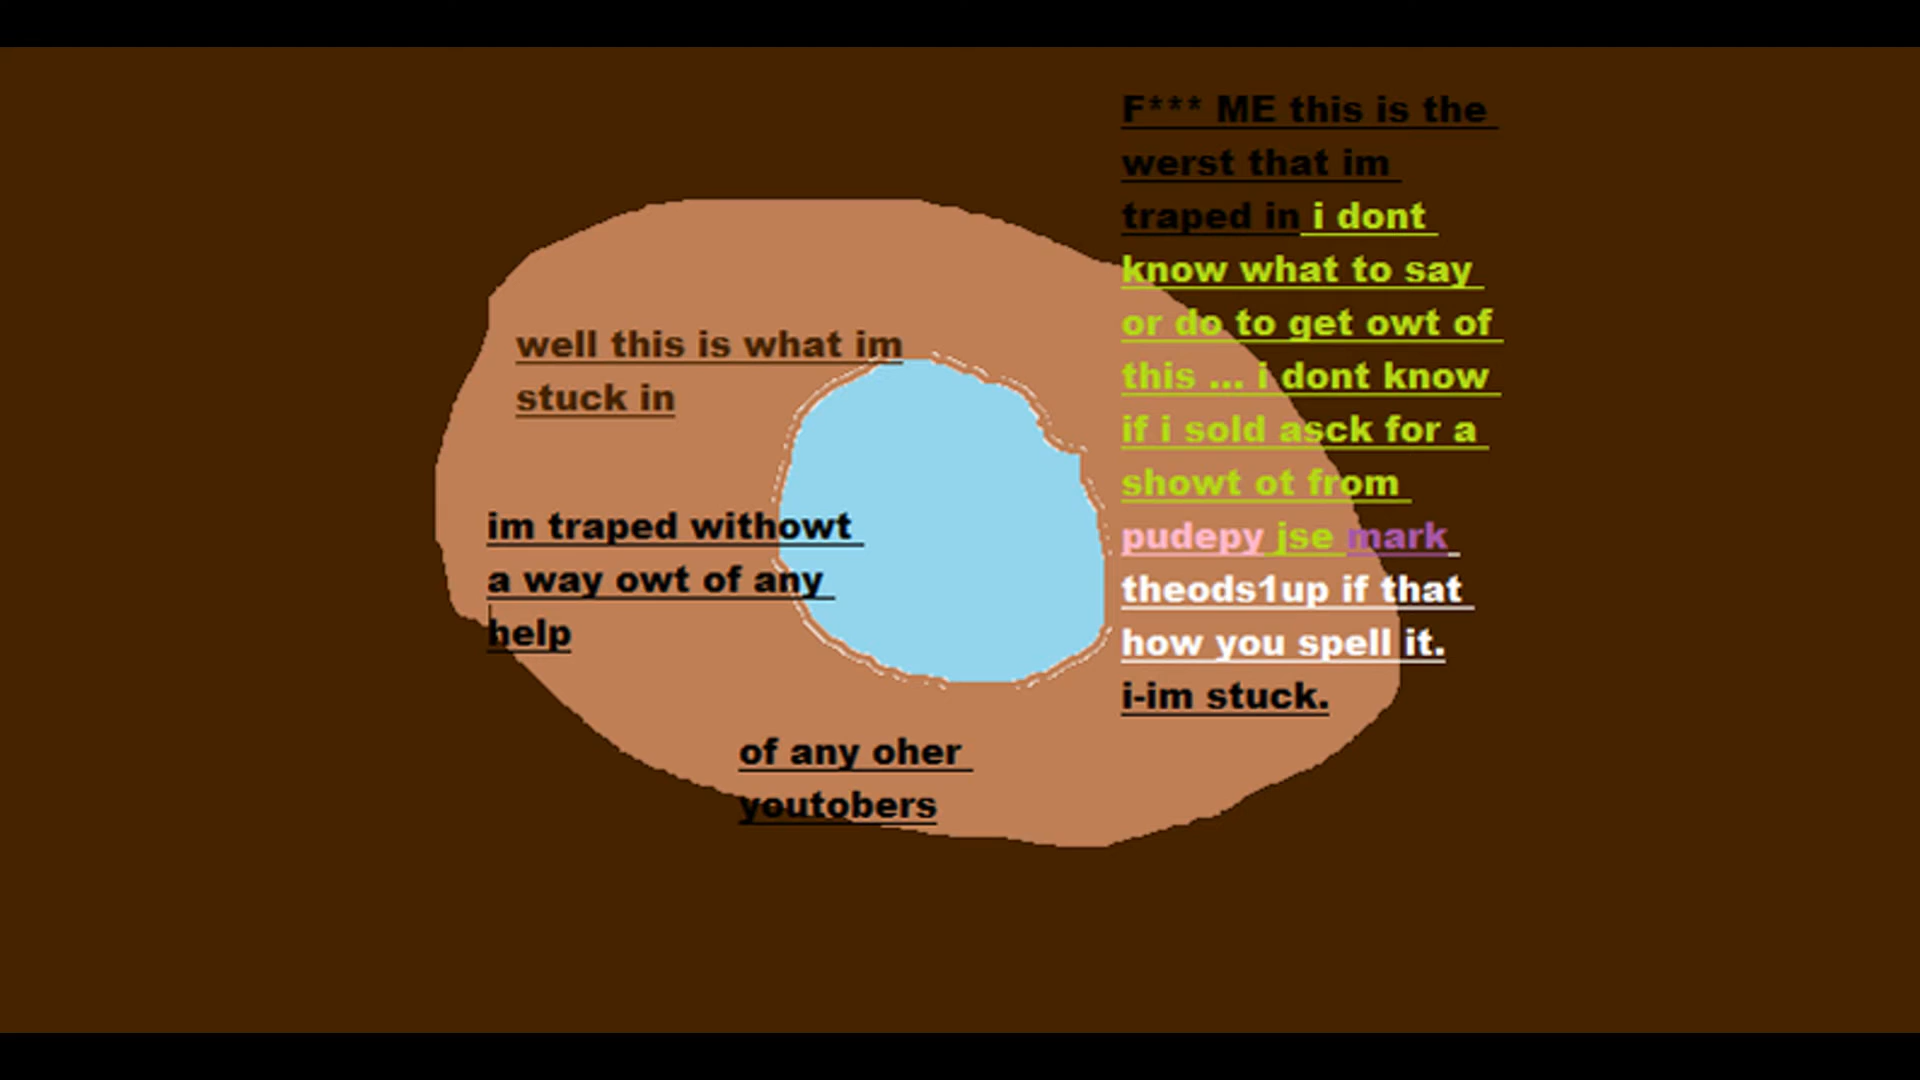 well this is what im
stuck in
im traped withowt
a way owt of any
help
of any oher
youtobers
F*** ME this is the
werst that im
traped in i dont
know what to say
or do to get owt of
this ... i dont know
if i sold asck for a
showt ot from
pudepy jse mark
theods1up if that
how you spell it.
i-im stuck.